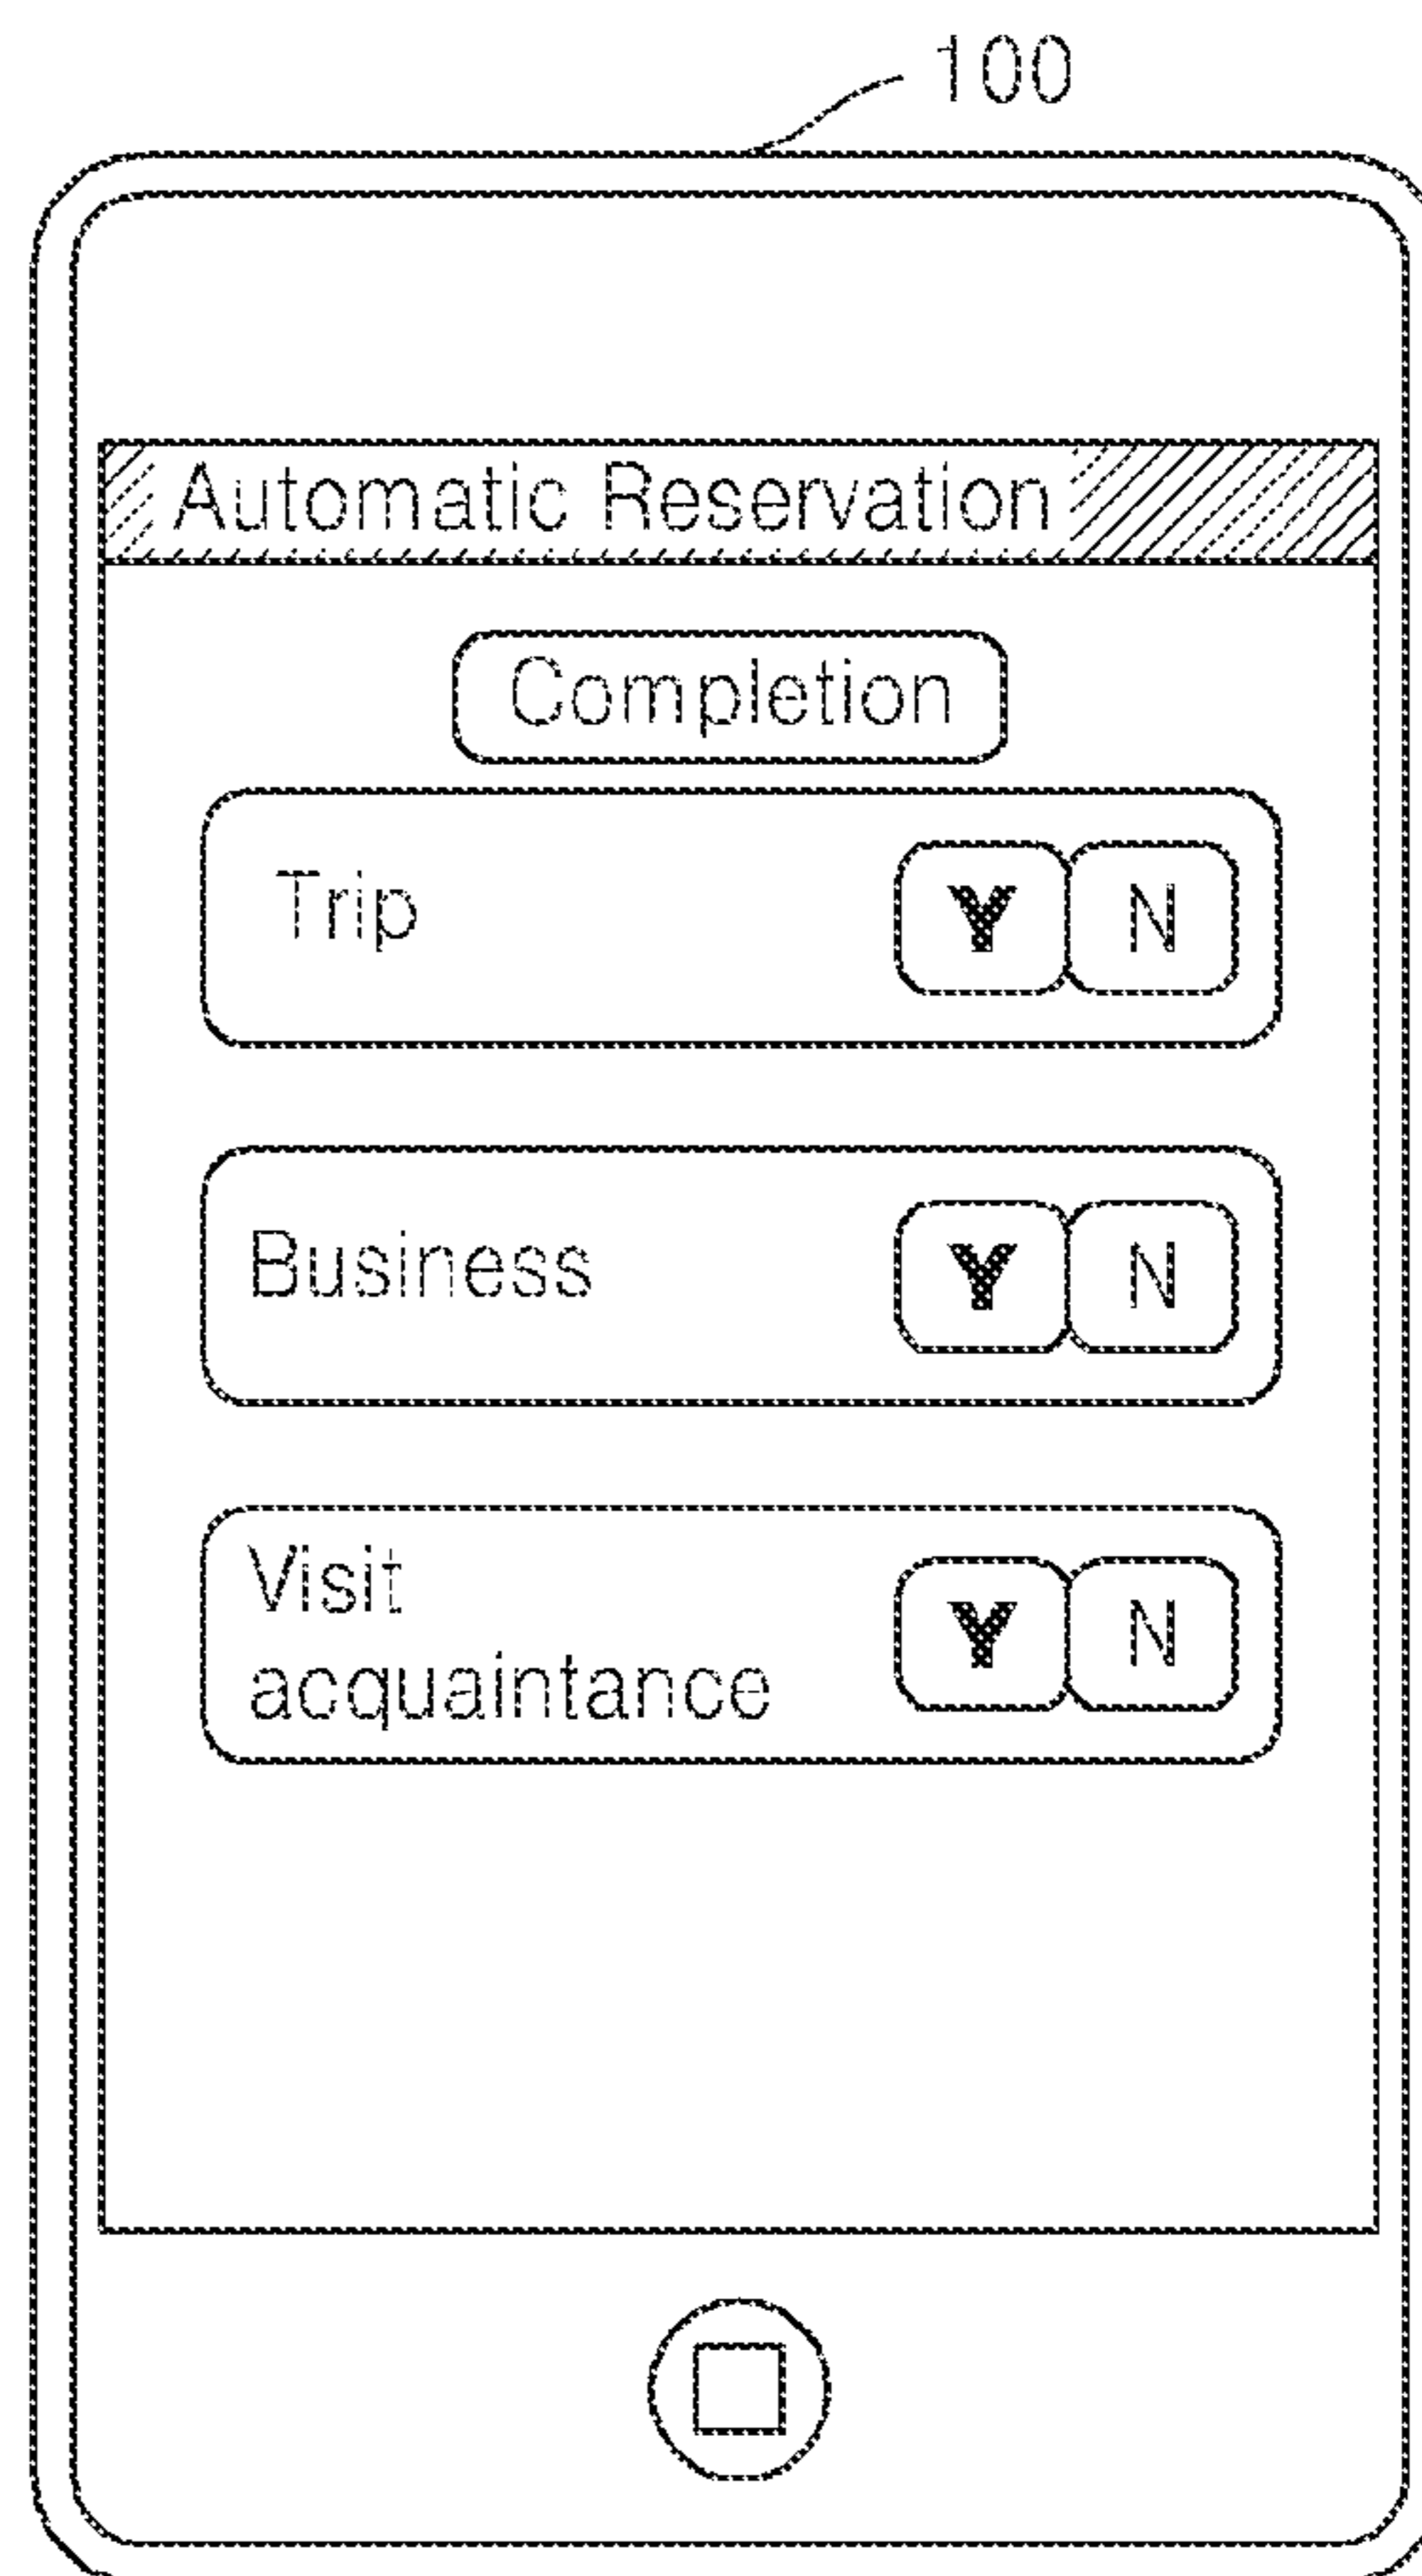 100
Automatic Reservation
Completion
Trip Y N
Business Y N
Visit
acquaintance Y N